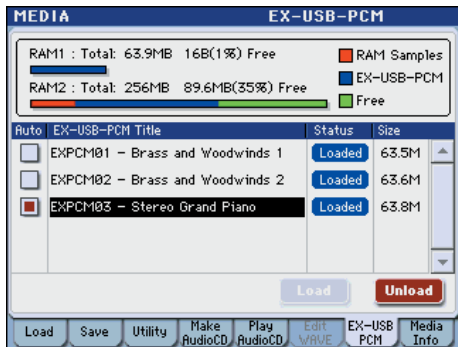 MEDIA EX-USB-PCM
RAM1 : Total: 63.9MB 16B(1%) Free
RAM Samples
EX-USB-PCM
RAM2 : Total: 256MB 89.6MB(35%) Free
Free
Auto EX-USB-PCM Title Status Size
EXPCM01 – Brass and Woodwinds 1 Loaded 63.5M
EXPCM02 – Brass and Woodwinds 2 Loaded 63.6M
EXPCM03 – Stereo Grand Piano Loaded 63.8M
Load Unload
Load Save Utility Make AudioCD Play AudioCD Edit WAVE EX-USB PCM Media Info